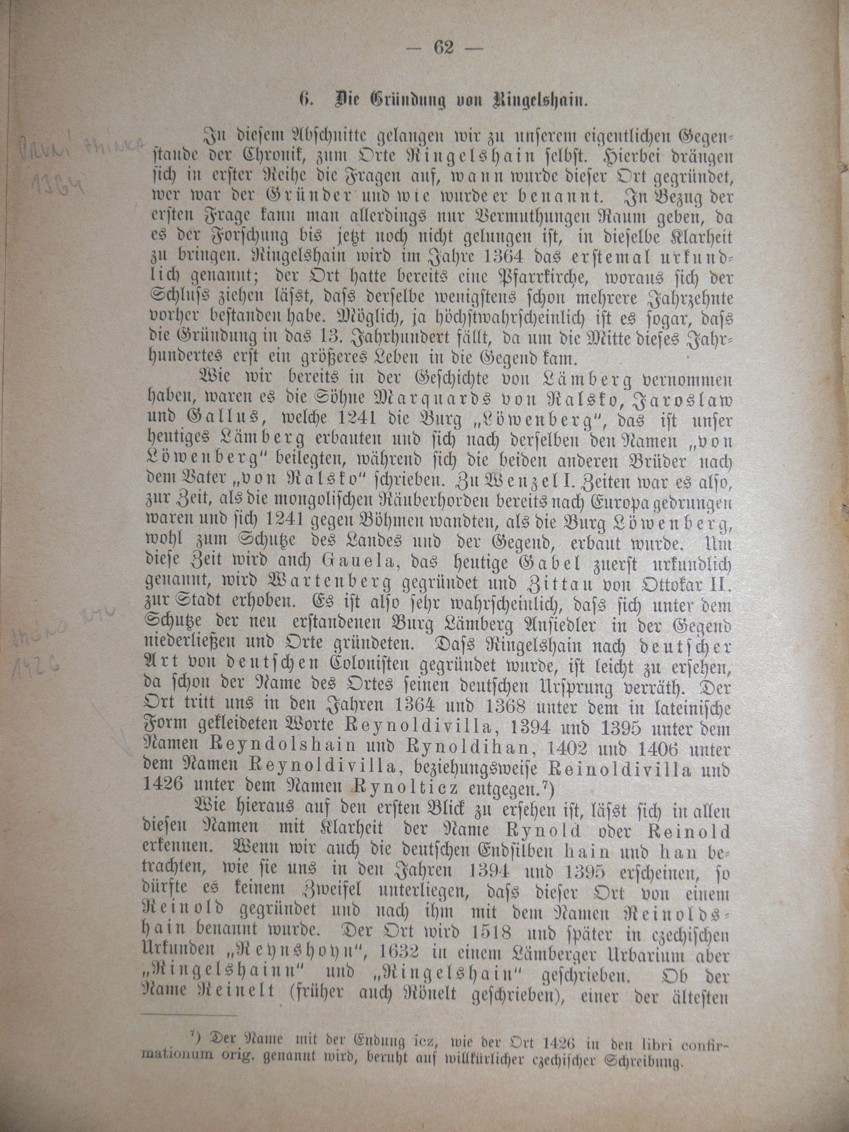 — 62 —
6. Die Gründung von Ringelshain.
In diesem Abschnitte gelangen wir zu unserem eigentlichen Gegen-
stande der Chronik, zum Orte Ringelshain selbst. Hierbei drängen
sich in erster Reihe die Fragen auf, wann wurde dieser Ort gegründet,
wer war der Gründer und wie wurde er benannt. In Bezug der
ersten Frage kann man allerdings nur Vermuthungen Raum geben, da
es der Forschung bis jetzt noch nicht gelungen ist, in dieselbe Klarheit
zu bringen. Ringelshain wird im Jahre 1364 das erstemal urkund-
lich genannt; der Ort hatte bereits eine Pfarrkirche, woraus sich der
Schluss ziehen lässt, dass derselbe wenigstens schon mehrere Jahrzehnte
vorher bestanden habe. Möglich, ja höchstwahrscheinlich ist es sogar, dass
die Gründung in das 13. Jahrhundert fällt, da um die Mitte dieses Jahr-
hundertes erst ein größeres Leben in die Gegend kam.
Wie wir bereits in der Geschichte von Lämberg vernommen
haben, waren es die Söhne Marquards von Ralsko, Jaroslaw
und Gallus, welche 1241 die Burg „Löwenberg", das ist unser
heutiges Lämberg erbauten und sich nach derselben den Namen „von
Löwenberg" beilegten, während sich die beiden anderen Brüder nach
dem Vater „von Ralsko" schrieben. Zu Wenzel I. Zeiten war es also,
zur Zeit, als die mongolischen Räuberhorden bereits nach Europa gedrungen
waren und sich 1241 gegen Böhmen wandten, als die Burg Löwenberg,
wohl zum Schutze des Landes und der Gegend, erbaut wurde. Um
diese Zeit wird auch Gauela, das heutige Gabel zuerst urkundlich
genannt, wird Wartenberg gegründet und Zittau von Ottokar II.
zur Stadt erhoben. Es ist also sehr wahrscheinlich, dass sich unter dem
Schutze der neu erstandenen Burg Lämberg Ansiedler in der Gegend
niederließen und Orte gründeten. Dass Ringelshain nach deutscher
Art von deutschen Colonisten gegründet wurde, ist leicht zu ersehen,
da schon der Name des Ortes seinen deutschen Ursprung verräth. Der
Ort tritt uns in den Jahren 1364 und 1368 unter dem in lateinische
Form gekleideten Worte Reynoldivilla, 1394 und 1395 unter dem
Namen Reyndolshain und Rynoldihan, 1402 und 1406 unter
dem Namen Reynoldivilla, beziehungsweise Reinoldivilla und
1426 unter dem Namen Rynolticz entgegen.⁷)
Wie hieraus auf den ersten Blick zu ersehen ist, lässt sich in allen
diesen Namen mit Klarheit der Name Rynold oder Reinold
erkennen. Wenn wir auch die deutschen Endsilben hain und han be-
trachten, wie sie uns in den Jahren 1394 und 1395 erscheinen, so
dürfte es keinem Zweifel unterliegen, dass dieser Ort von einem
Reinold gegründet und nach ihm mit dem Namen Reinolds-
hain benannt wurde. Der Ort wird 1518 und später in czechischen
Urkunden „Reynshoyn", 1632 in einem Lämberger Urbarium aber
„Ringelshainn" und „Ringelshain" geschrieben. Ob der
Name Reinelt (früher auch Rönelt geschrieben), einer der ältesten
⁷) Der Name mit der Endung icz, wie der Ort 1426 in den libri confir-
mationum orig. genannt wird, beruht auf willkürlicher czechischer Schreibung.
PRVNÍ
1364
1426